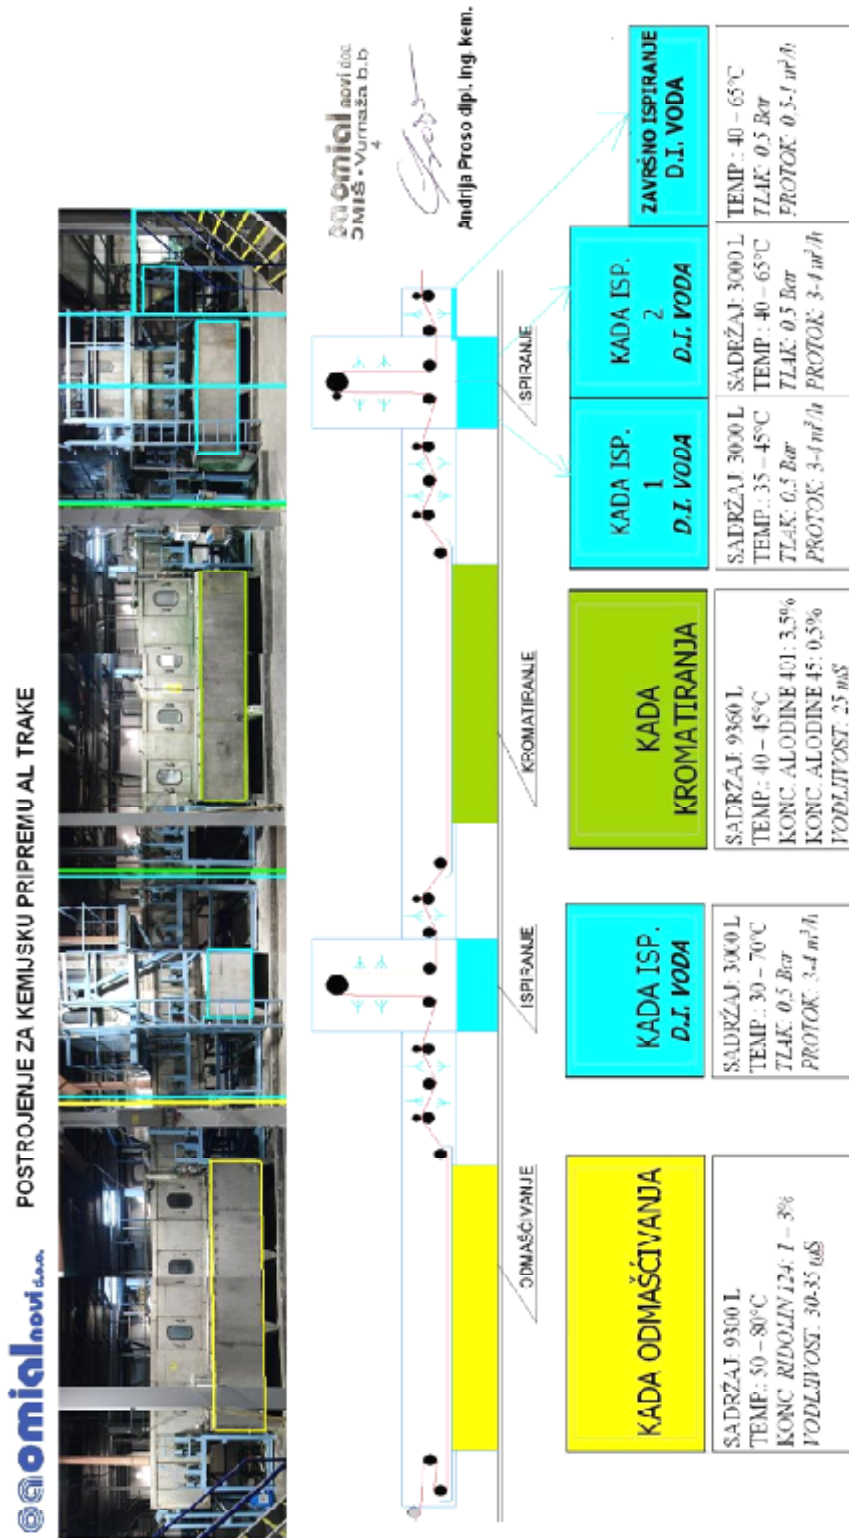 omial novi d.o.o.
POSTROJENJE ZA KEMIJSKU PRIPREMU AL TRAKE
omial novi d.o.o.
OMIŠ - Vurnaža b.b
4
Andrija Proso dipl. ing. kem.
ODMAŠĆIVANJE
ISPIRANJE
KROMATIRANJE
SPIRANJE
KADA ODMAŠĆIVANJA
SADRŽAJ: 9300 L
TEMP.: 50 – 80°C
KONC RIDOLIN 124: 1 – 3%
VODLJIVOST: 30-35 mS
KADA ISP.
D.I. VODA
SADRŽAJ: 3000 L
TEMP.: 30 – 70°C
TLAK: 0,5 Bar
PROTOK: 3-4 m³/h
KADA
KROMATIRANJA
SADRŽAJ: 9360 L
TEMP.: 40 – 45°C
KONC. ALODINE 401: 3,5%
KONC. ALODINE 45: 0,5%
VODLJIVOST: 25 mS
KADA ISP.
1
D.I. VODA
SADRŽAJ: 3000 L
TEMP.: 35 – 45°C
TLAK: 0,5 Bar
PROTOK: 3-4 m³/h
KADA ISP.
2
D.I. VODA
SADRŽAJ: 3000 L
TEMP.: 40 – 65°C
TLAK: 0,5 Bar
PROTOK: 3-4 m³/h
ZAVRŠNO ISPIRANJE
D.I. VODA
TEMP.: 40 – 65°C
TLAK: 0,5 Bar
PROTOK: 0,5-1 m³/h